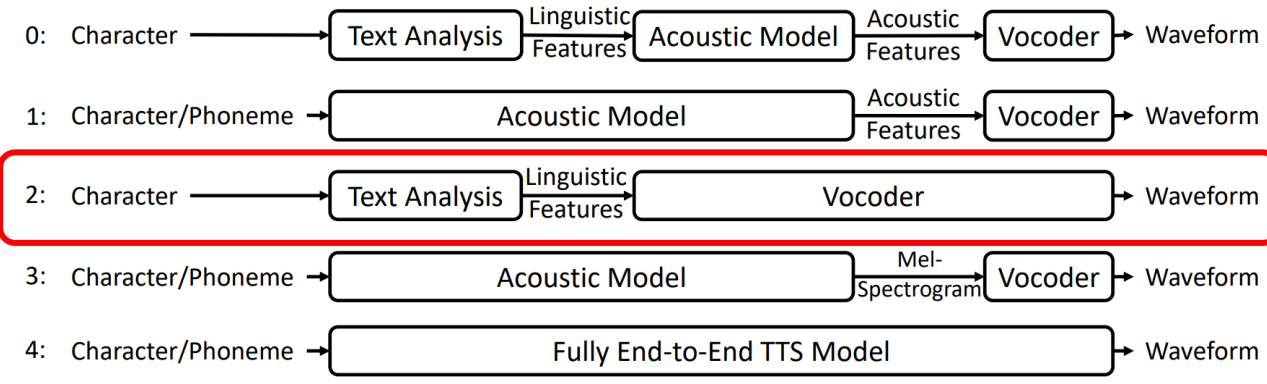 0: Character Text Analysis Linguistic Features Acoustic Model Acoustic Features Vocoder Waveform
1: Character/Phoneme Acoustic Model Acoustic Features Vocoder Waveform
2: Character Text Analysis Linguistic Features Vocoder Waveform
3: Character/Phoneme Acoustic Model Mel-Spectrogram Vocoder Waveform
4: Character/Phoneme Fully End-to-End TTS Model Waveform